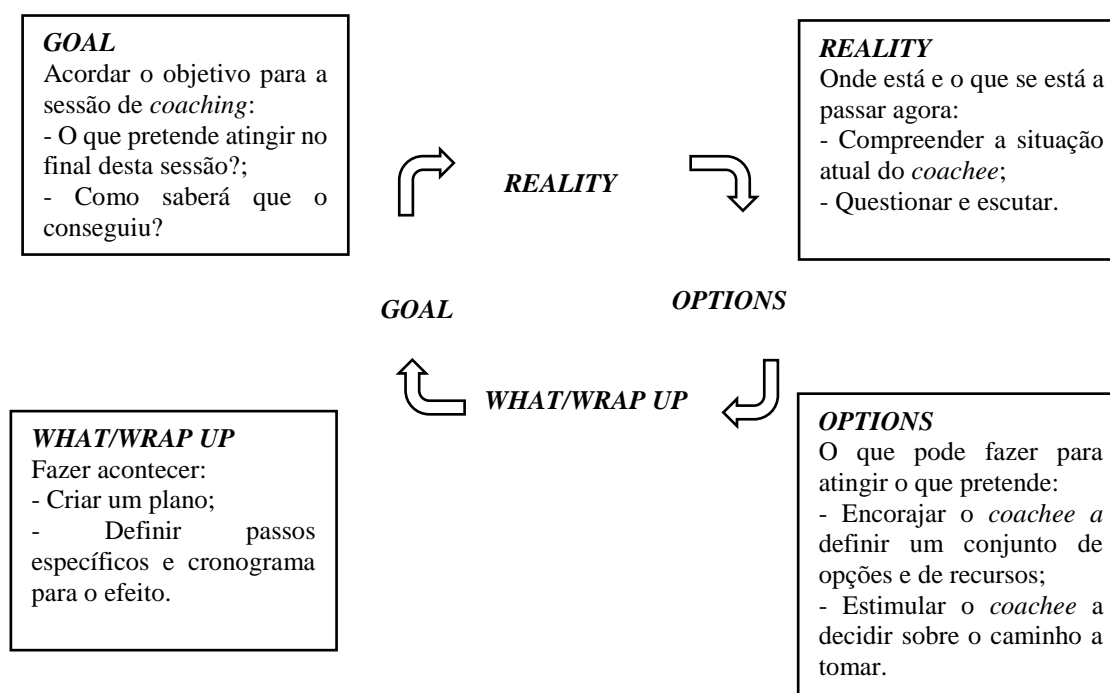 GOAL
Acordar o objetivo para a
sessão de coaching:
- O que pretende atingir no
final desta sessão?;
- Como saberá que o
conseguiu?
REALITY
Onde está e o que se está a
passar agora:
- Compreender a situação
atual do coachee;
- Questionar e escutar.
REALITY
GOAL
OPTIONS
WHAT/WRAP UP
WHAT/WRAP UP
Fazer acontecer:
- Criar um plano;
- Definir passos
específicos e cronograma
para o efeito.
OPTIONS
O que pode fazer para
atingir o que pretende:
- Encorajar o coachee a
definir um conjunto de
opções e de recursos;
- Estimular o coachee a
decidir sobre o caminho a
tomar.